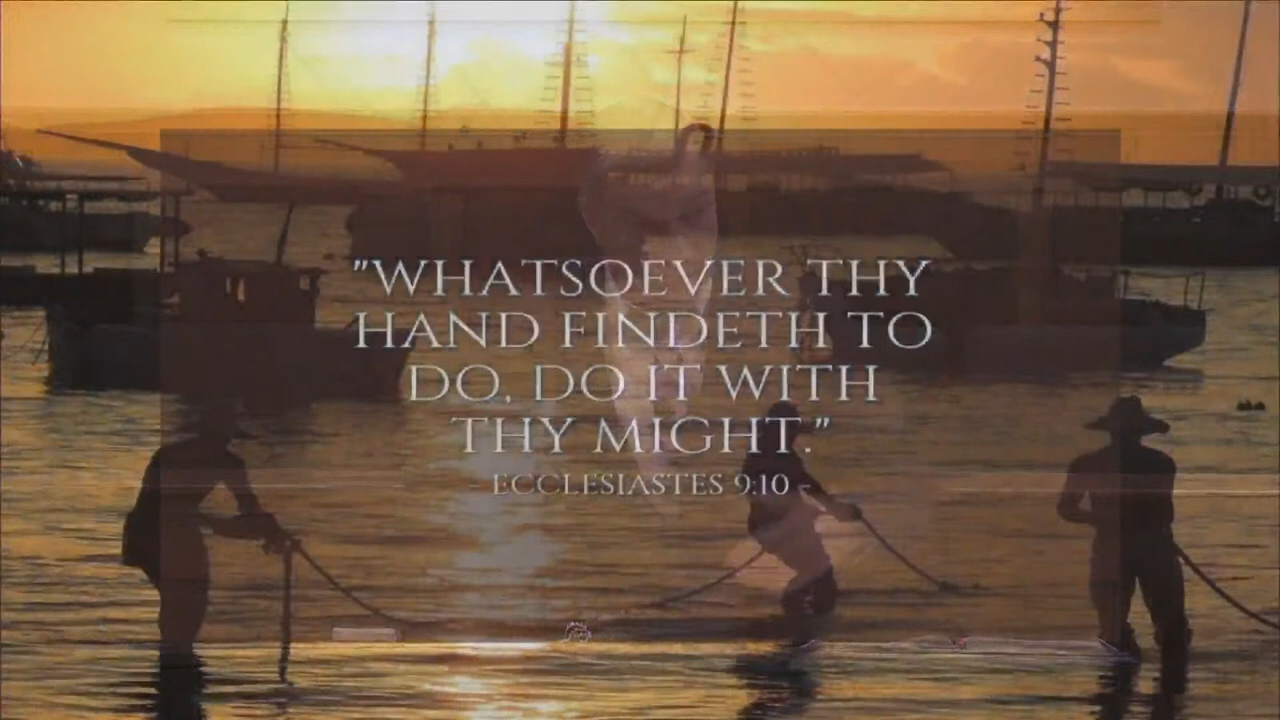 "WHATSOEVER THY
HAND FINDETH TO
DO, DO IT WITH
THY MIGHT."
- ECCLESIASTES 9:10 -